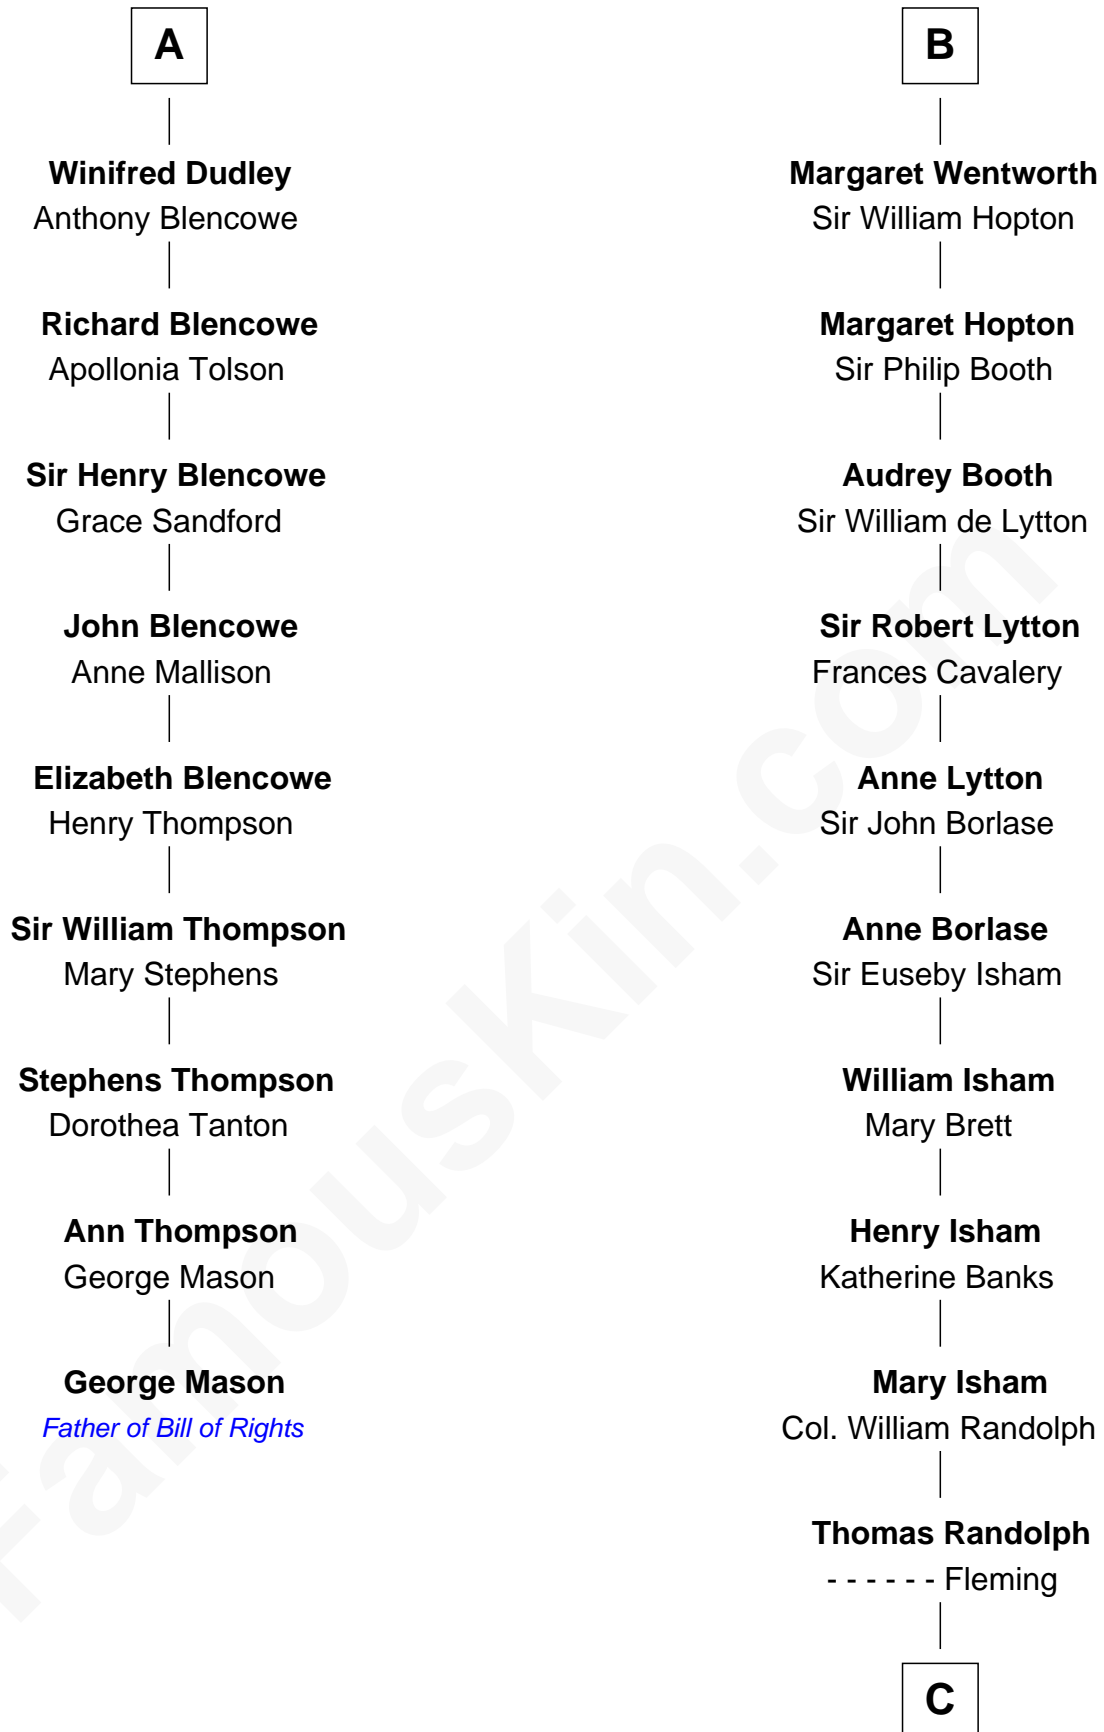 A
Winifred Dudley
Anthony Blencowe
Richard Blencowe
Apollonia Tolson
Sir Henry Blencowe
Grace Sandford
John Blencowe
Anne Mallison
Elizabeth Blencowe
Henry Thompson
Sir William Thompson
Mary Stephens
Stephens Thompson
Dorothea Tanton
Ann Thompson
George Mason
George Mason
Father of Bill of Rights
B
Margaret Wentworth
Sir William Hopton
Margaret Hopton
Sir Philip Booth
Audrey Booth
Sir William de Lytton
Sir Robert Lytton
Frances Cavalery
Anne Lytton
Sir John Borlase
Anne Borlase
Sir Euseby Isham
William Isham
Mary Brett
Henry Isham
Katherine Banks
Mary Isham
Col. William Randolph
Thomas Randolph
- - - - - - Fleming
C
FamousKin.com